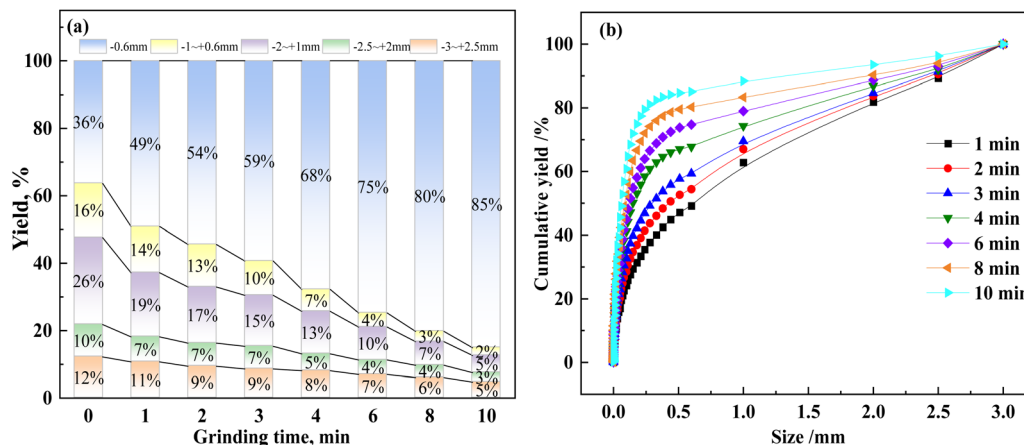 (a)
-0.6mm -1~+0.6mm -2~+1mm -2.5~+2mm -3~+2.5mm
100
80
60
40
20
0
Yield, %
36% 49% 54% 59% 68% 75% 80% 85%
16% 14% 13% 10% 7% 4% 3% 2%
26% 19% 17% 15% 13% 10% 7% 5%
10% 7% 7% 7% 5% 4% 4% 3%
12% 11% 9% 9% 8% 7% 6% 5%
0 1 2 3 4 6 8 10
Grinding time, min
(b)
100
80
60
40
20
0
Cumulative yield /%
1 min
2 min
3 min
4 min
6 min
8 min
10 min
0.0 0.5 1.0 1.5 2.0 2.5 3.0
Size /mm